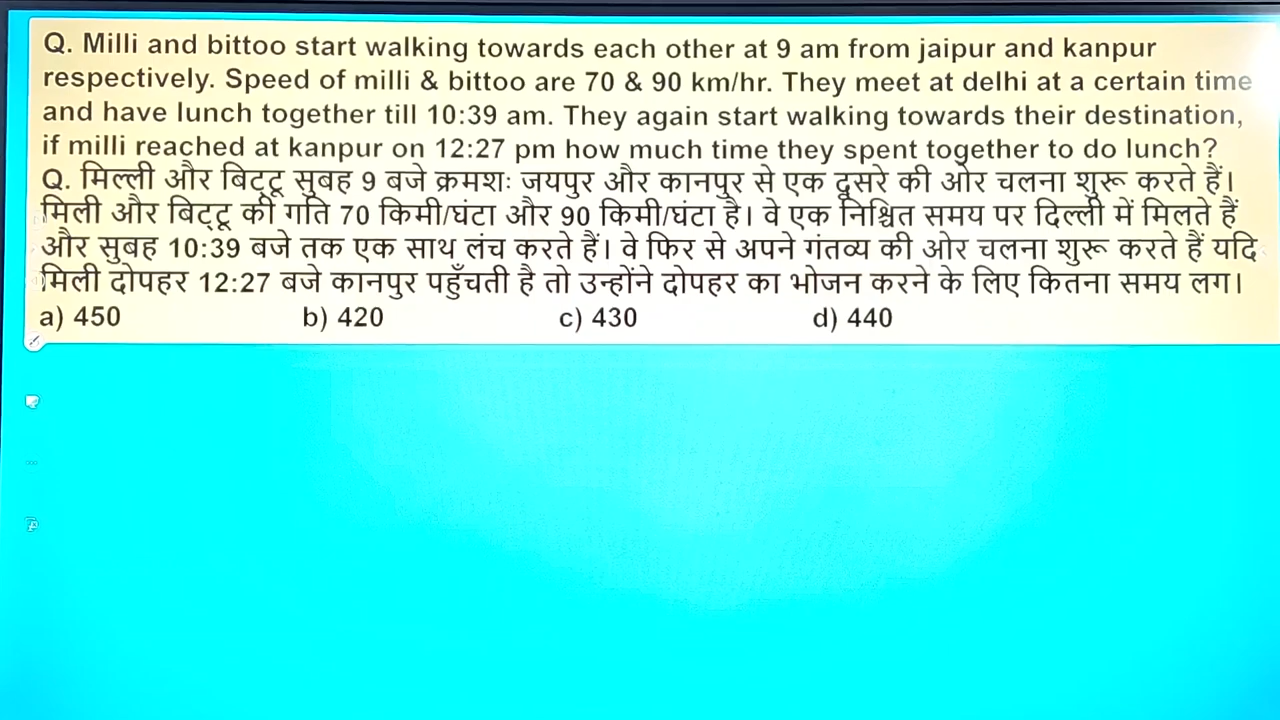 Q. Milli and bittoo start walking towards each other at 9 am from jaipur and kanpur
respectively. Speed of milli & bittoo are 70 & 90 km/hr. They meet at delhi at a certain time
and have lunch together till 10:39 am. They again start walking towards their destination,
if milli reached at kanpur on 12:27 pm how much time they spent together to do lunch?
Q. मिल्ली और बिट्टू सुबह 9 बजे क्रमशः जयपुर और कानपुर से एक दूसरे की ओर चलना शुरू करते हैं।
मिली और बिट्टू की गति 70 किमी/घंटा और 90 किमी/घंटा है। वे एक निश्चित समय पर दिल्ली में मिलते हैं
और सुबह 10:39 बजे तक एक साथ लंच करते हैं। वे फिर से अपने गंतव्य की ओर चलना शुरू करते हैं यदि
मिली दोपहर 12:27 बजे कानपुर पहुँचती है तो उन्होंने दोपहर का भोजन करने के लिए कितना समय लग।
a) 450 b) 420 c) 430 d) 440